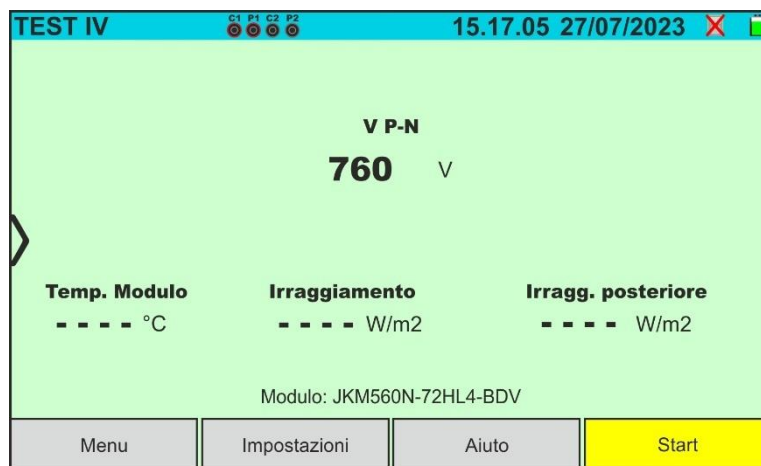 TEST IV C1 P1 C2 P2 15.17.05 27/07/2023
V P-N
760 V
Temp. Modulo Irraggiamento Irragg. posteriore
- - - - °C - - - - W/m2 - - - - W/m2
Modulo: JKM560N-72HL4-BDV
Menu Impostazioni Aiuto Start